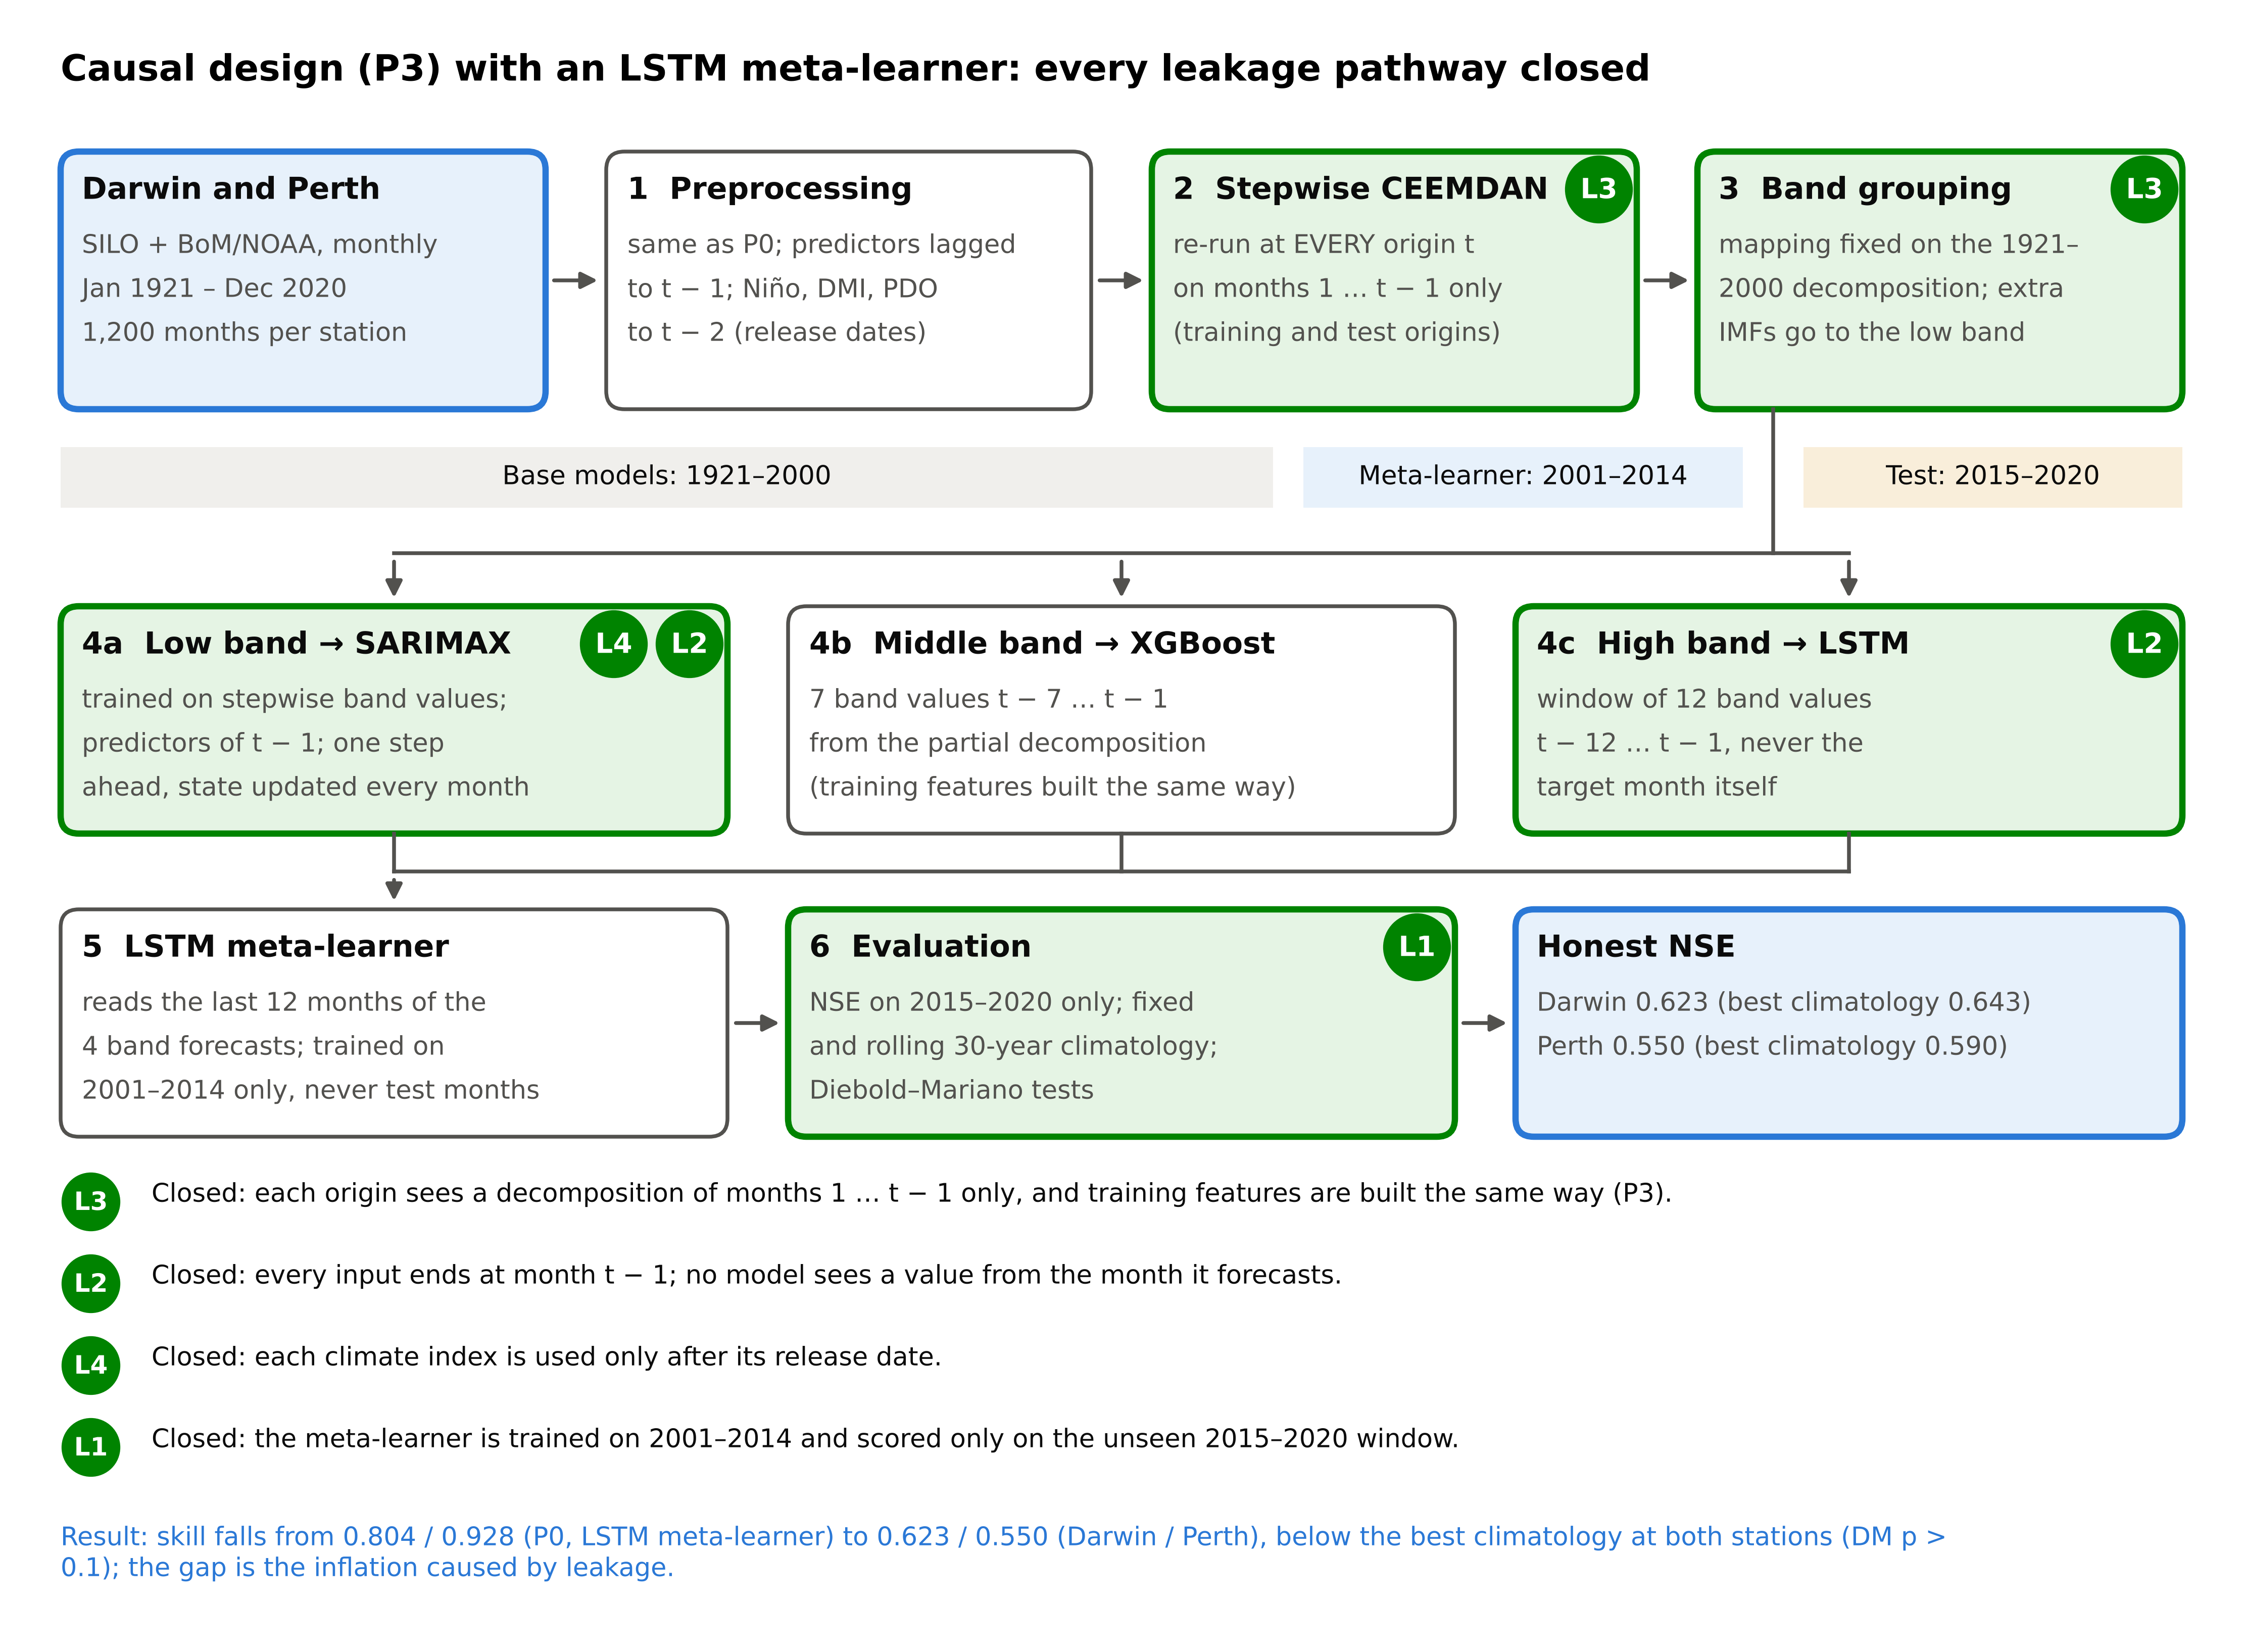 Causal design (P3) with an LSTM meta-learner: every leakage pathway closed
Darwin and Perth
SILO + BoM/NOAA, monthly
Jan 1921 – Dec 2020
1,200 months per station
1 Preprocessing
same as P0; predictors lagged
to t − 1; Niño, DMI, PDO
to t − 2 (release dates)
2 Stepwise CEEMDAN
L3
re-run at EVERY origin t
on months 1 … t − 1 only
(training and test origins)
3 Band grouping
L3
mapping fixed on the 1921–
2000 decomposition; extra
IMFs go to the low band
Base models: 1921–2000
Meta-learner: 2001–2014
Test: 2015–2020
4a Low band → SARIMAX
L4
L2
trained on stepwise band values;
predictors of t − 1; one step
ahead, state updated every month
4b Middle band → XGBoost
7 band values t − 7 … t − 1
from the partial decomposition
(training features built the same way)
4c High band → LSTM
L2
window of 12 band values
t − 12 … t − 1, never the
target month itself
5 LSTM meta-learner
reads the last 12 months of the
4 band forecasts; trained on
2001–2014 only, never test months
6 Evaluation
L1
NSE on 2015–2020 only; fixed
and rolling 30-year climatology;
Diebold–Mariano tests
Honest NSE
Darwin 0.623 (best climatology 0.643)
Perth 0.550 (best climatology 0.590)
L3 Closed: each origin sees a decomposition of months 1 … t − 1 only, and training features are built the same way (P3).
L2 Closed: every input ends at month t − 1; no model sees a value from the month it forecasts.
L4 Closed: each climate index is used only after its release date.
L1 Closed: the meta-learner is trained on 2001–2014 and scored only on the unseen 2015–2020 window.
Result: skill falls from 0.804 / 0.928 (P0, LSTM meta-learner) to 0.623 / 0.550 (Darwin / Perth), below the best climatology at both stations (DM p >
0.1); the gap is the inflation caused by leakage.